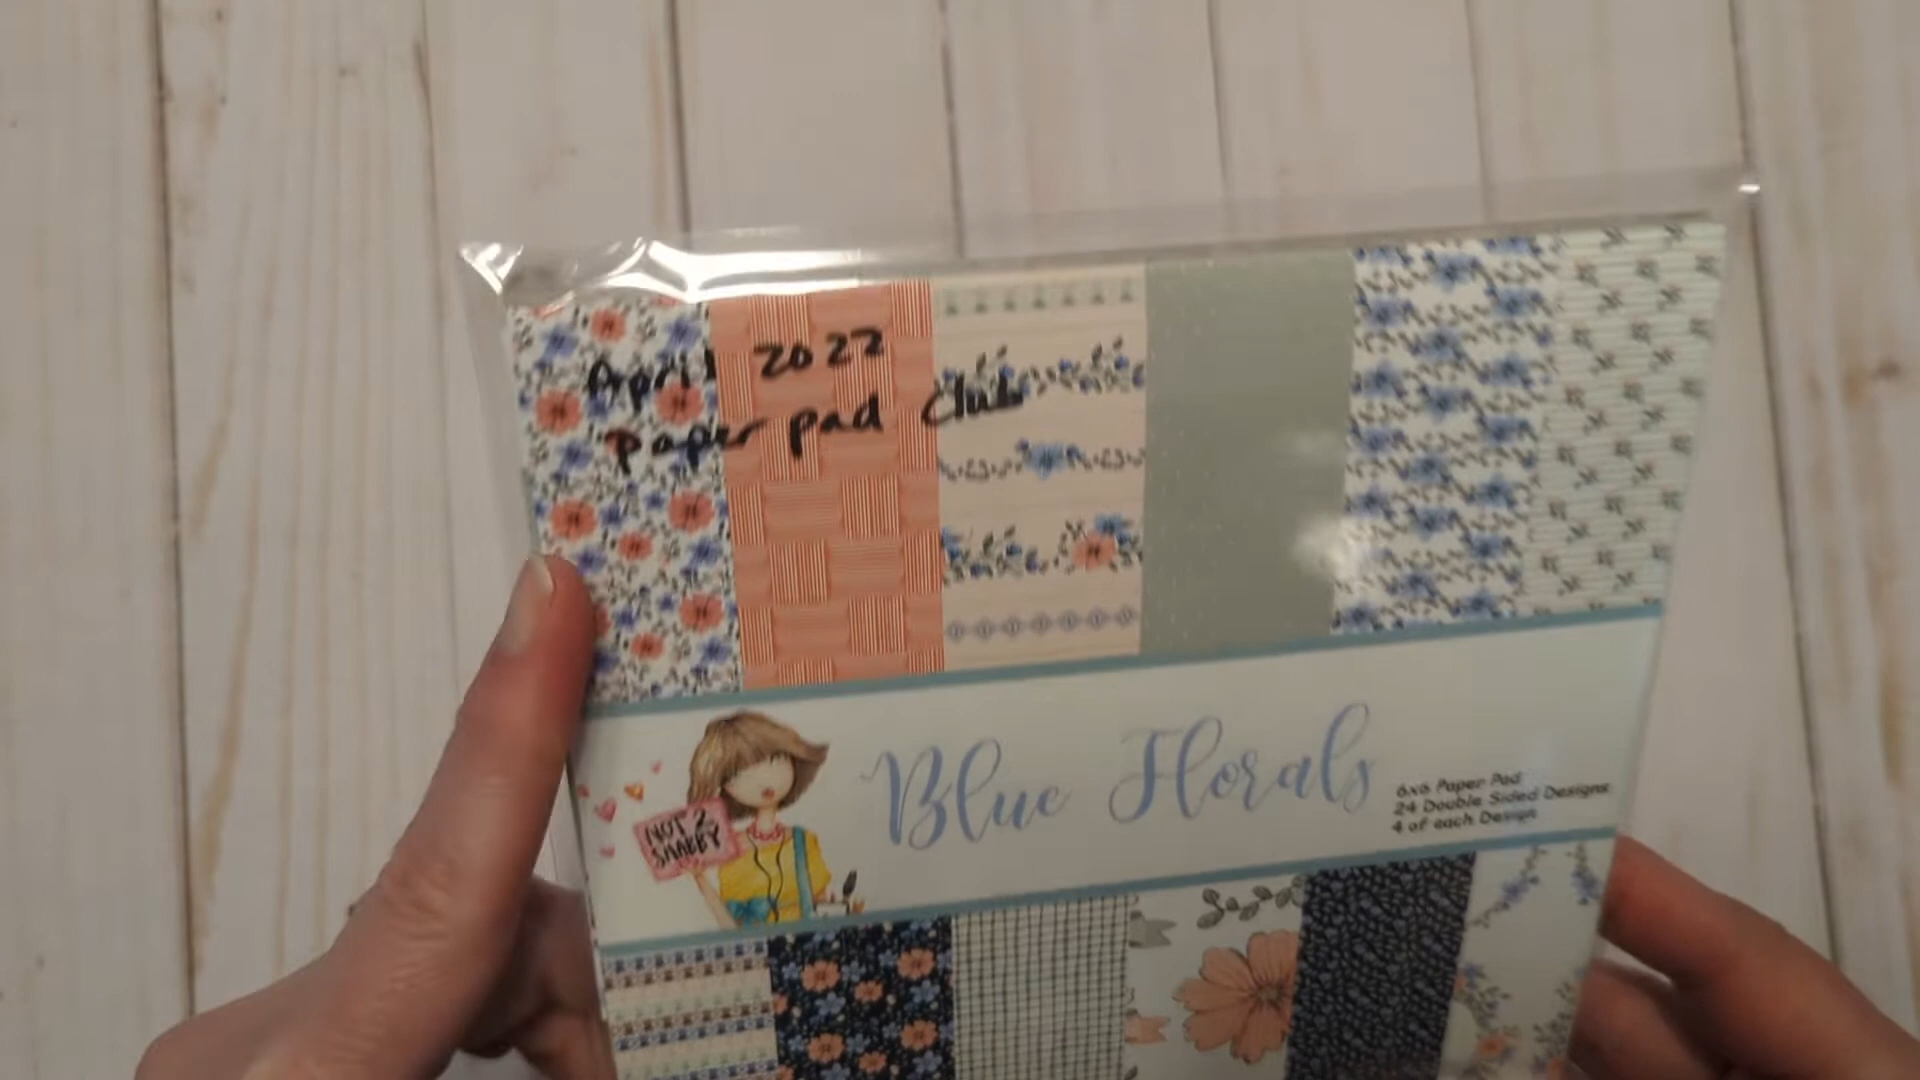 April 2022
paper pad club
NOT 2
SHABBY
Blue Florals
6x6 Paper Pad
24 Double Sided Designs
4 of each Design